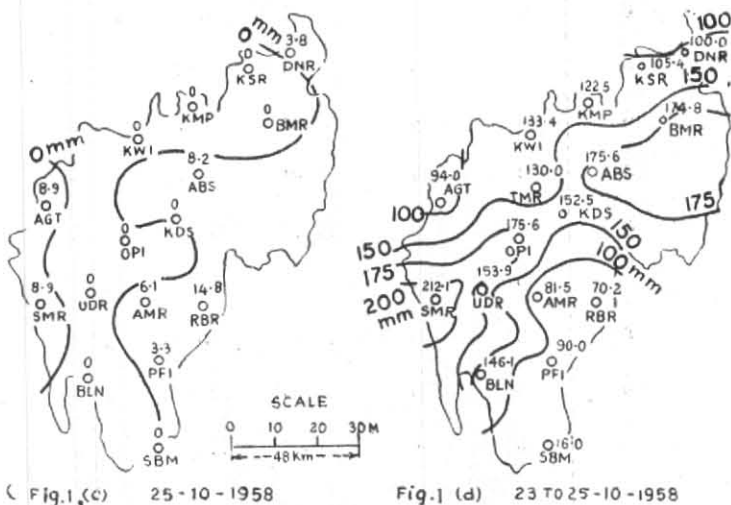 0 mm
3·8
DNR
0
KSR
0
KMP
0
BMR
0 mm
0
KWI
8·2
ABS
8·9
AGT
0
KDS
0
PI
8·9
SMR
0
UDR
6·1
AMR
14·8
RBR
3·3
PFI
0
BLN
0
SBM
SCALE
0 10 20 30 M
48 Km
( Fig.1 (c) 25-10-1958
100
100·0
DNR
105·4
KSR
150
122·5
KMP
134·8
BMR
133·4
KWI
175·6
ABS
94·0
AGT
130·0
TMR
100
175
152·5
KDS
150
175·6
PI
150
175
100 mm
200
mm
212·1
SMR
153·9
UDR
81·5
AMR
70·2
RBR
146·1
BLN
90·0
PFI
16·0
SBM
Fig.1 (d) 23 TO 25-10-1958